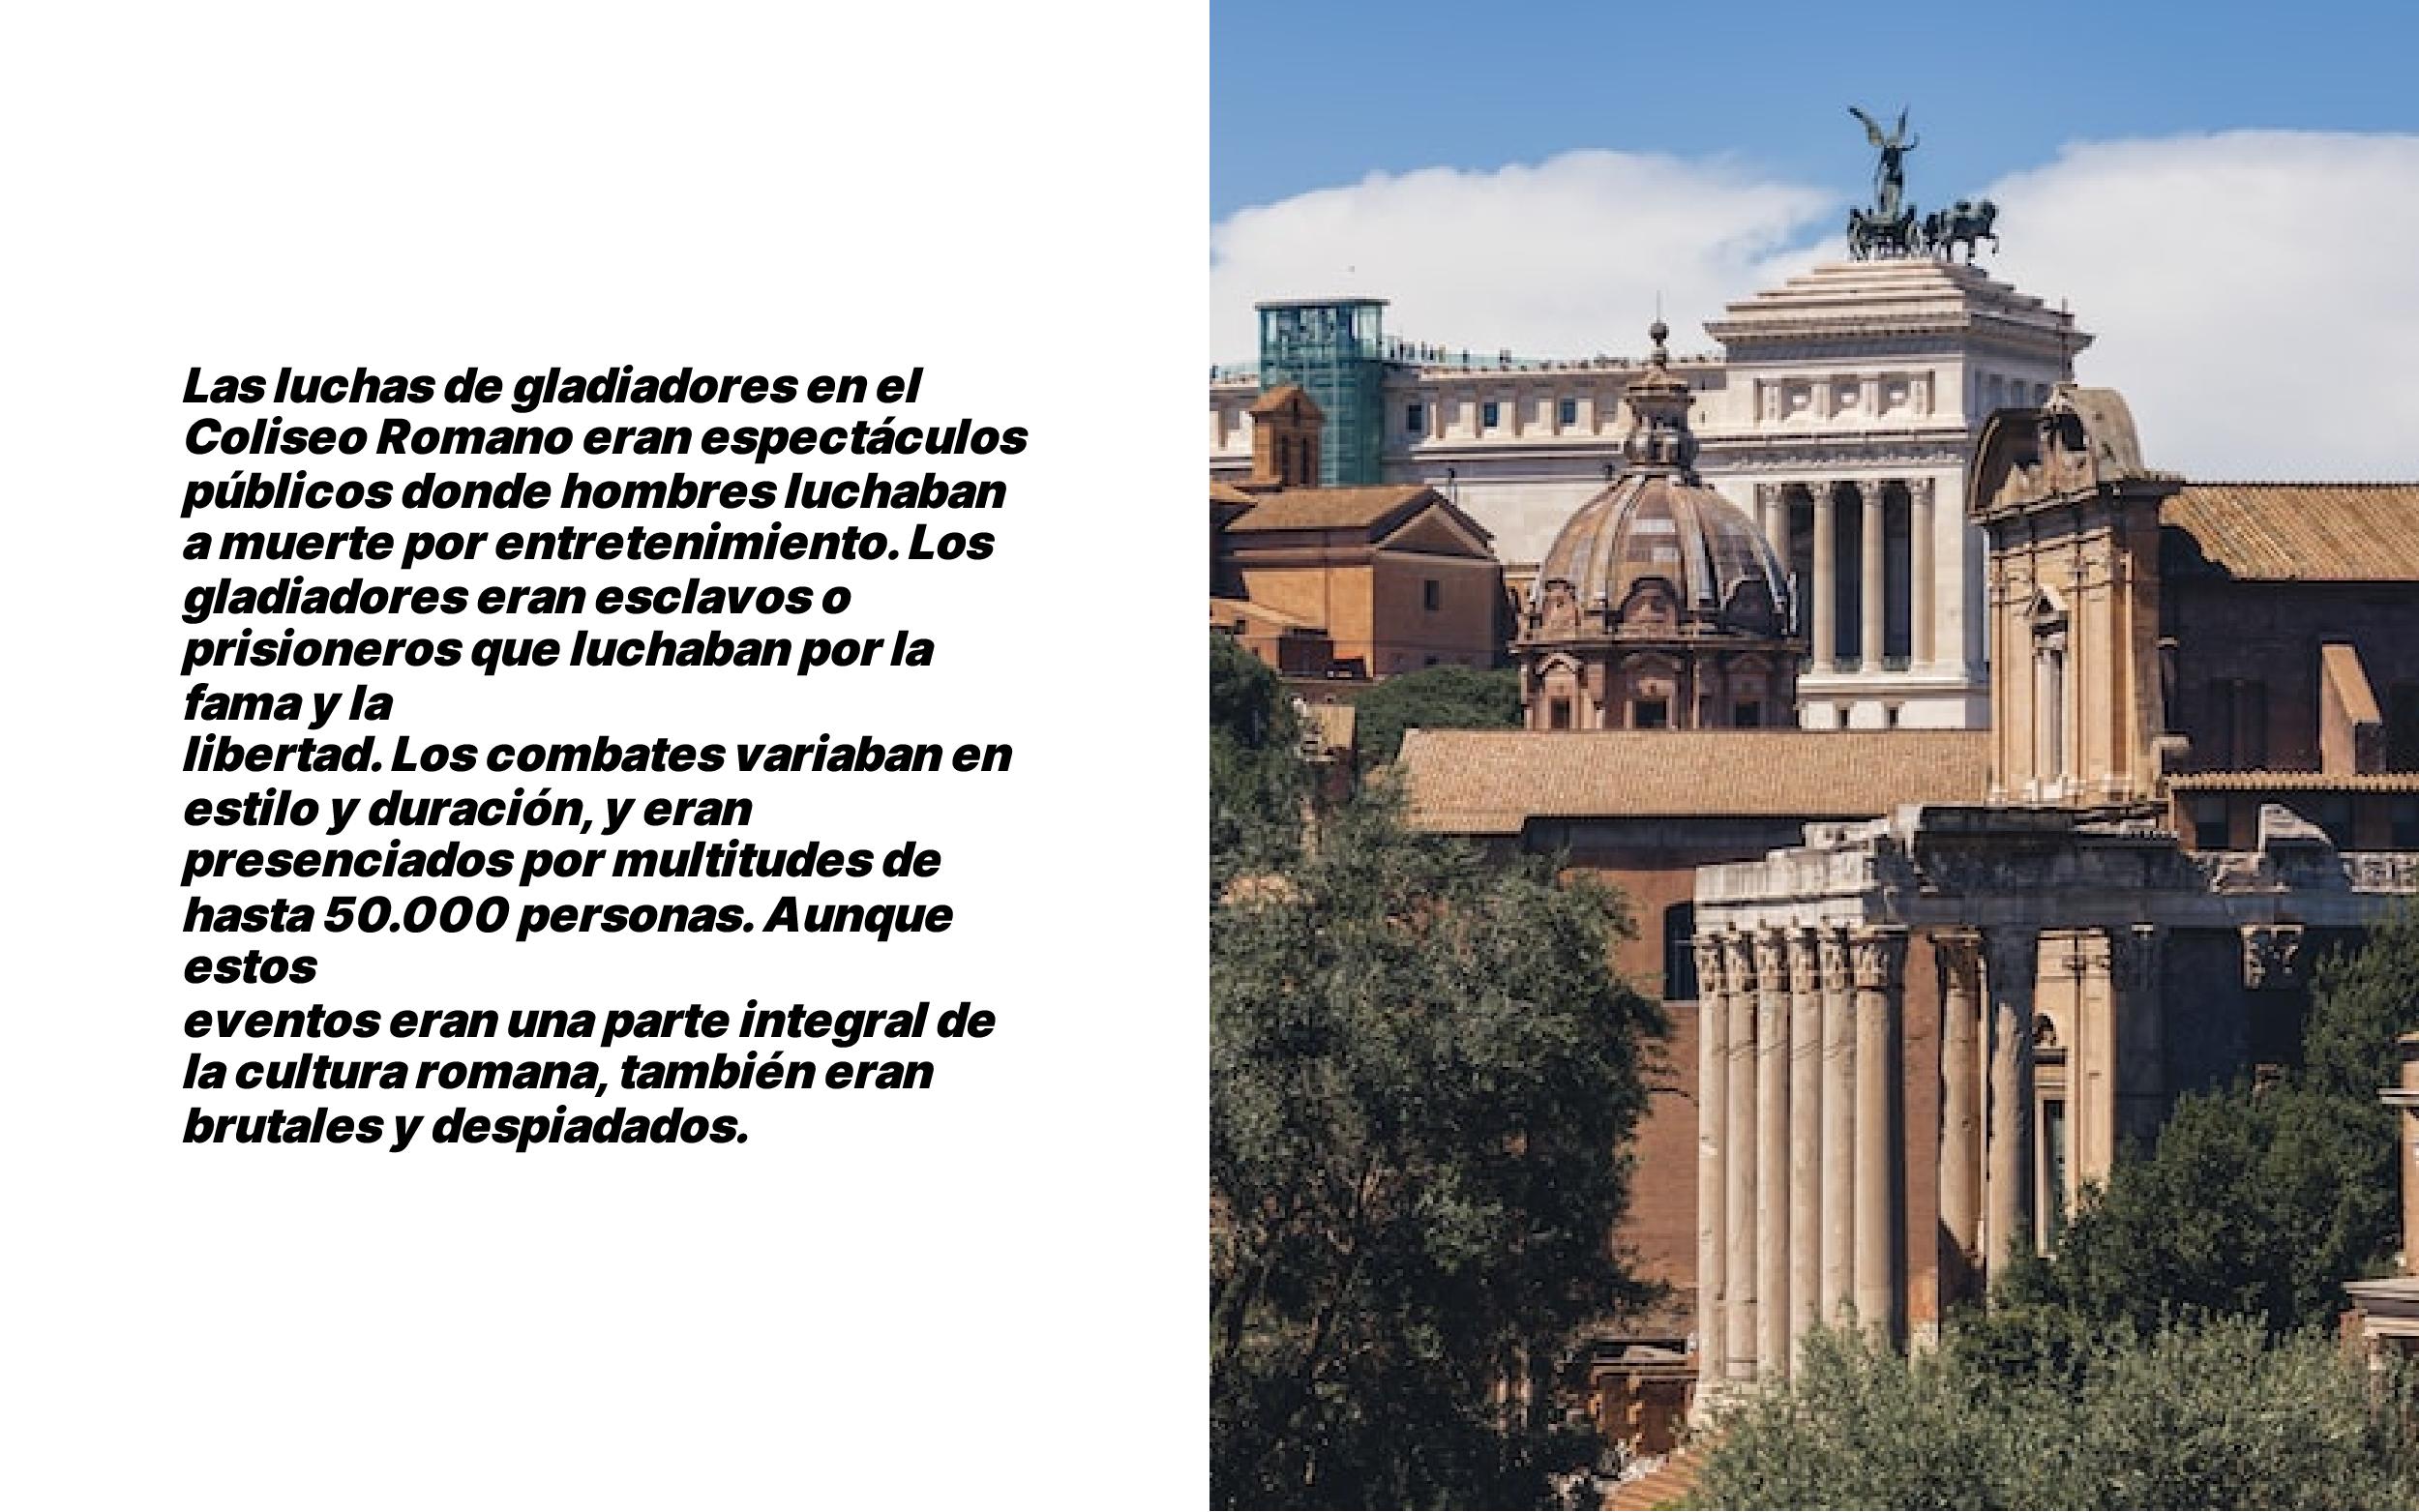 Las luchas de gladiadores en el
Coliseo Romano eran espectáculos
públicos donde hombres luchaban
a muerte por entretenimiento. Los
gladiadores eran esclavos o
prisioneros que luchaban por la
fama y la
libertad. Los combates variaban en
estilo y duración, y eran
presenciados por multitudes de
hasta 50.000 personas. Aunque
estos
eventos eran una parte integral de
la cultura romana, también eran
brutales y despiadados.